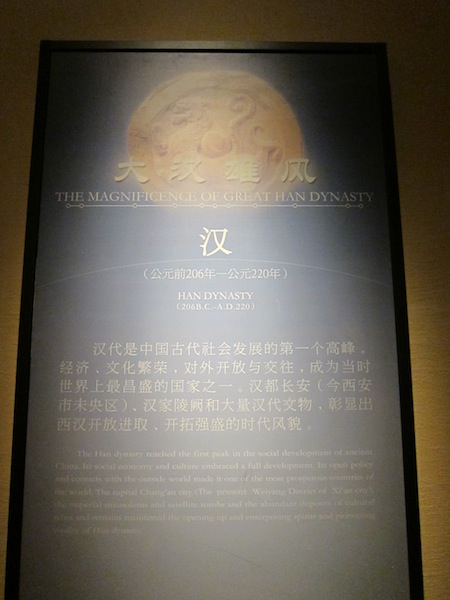 大汉雄风
THE MAGNIFICENCE OF GREAT HAN DYNASTY
汉
（公元前206年—公元220年）
HAN DYNASTY
(206B.C.-A.D.220)
汉代是中国古代社会发展的第一个高峰。
经济、文化繁荣，对外开放与交往，成为当时
世界上最昌盛的国家之一。汉都长安（今西安
市未央区）、汉家陵阙和大量汉代文物，彰显出
西汉开放进取、开拓强盛的时代风貌。
The Han dynasty reached the first peak in the social development of ancient
China. Its social economy and culture embraced a full development. Its open policy
and contacts with the outside world made it one of the most prosperous countries of
the world. The capital Chang'an city (The present Weiyang District of Xi'an city),
the imperial mausoleums and satellite tombs and the abundant deposits of cultural
relics and remains manifested the opening-up and enterprising spirits and pioneering
vitality of Han dynasty.